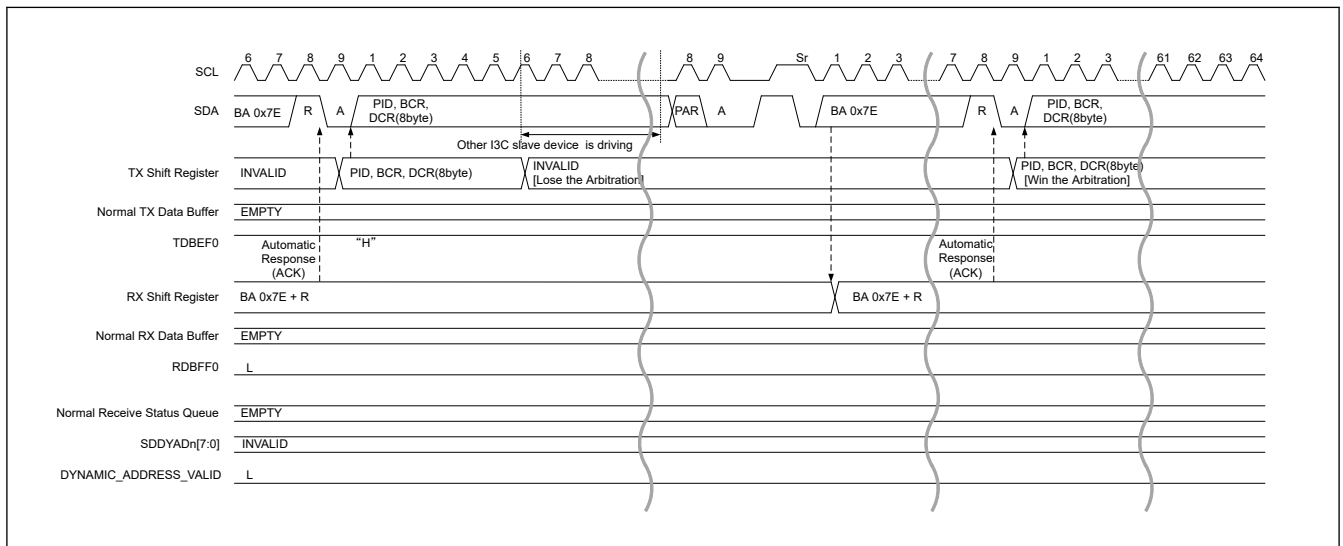 6 7 8 9 1 2 3 4 5 6 7 8 8 9 Sr 1 2 3 7 8 9 1 2 3 61 62 63 64
SCL
SDA BA 0x7E R A PID, BCR, DCR(8byte) PAR A BA 0x7E R A PID, BCR, DCR(8byte)
Other I3C slave device is driving
TX Shift Register INVALID PID, BCR, DCR(8byte) INVALID [Lose the Arbitration] PID, BCR, DCR(8byte) [Win the Arbitration]
Normal TX Data Buffer EMPTY
TDBEF0 "H"
Automatic
Response
(ACK)
Automatic
Response
(ACK)
RX Shift Register BA 0x7E + R BA 0x7E + R
Normal RX Data Buffer EMPTY
RDBFF0 L
Normal Receive Status Queue EMPTY
SDDYADn[7:0] INVALID
DYNAMIC_ADDRESS_VALID L